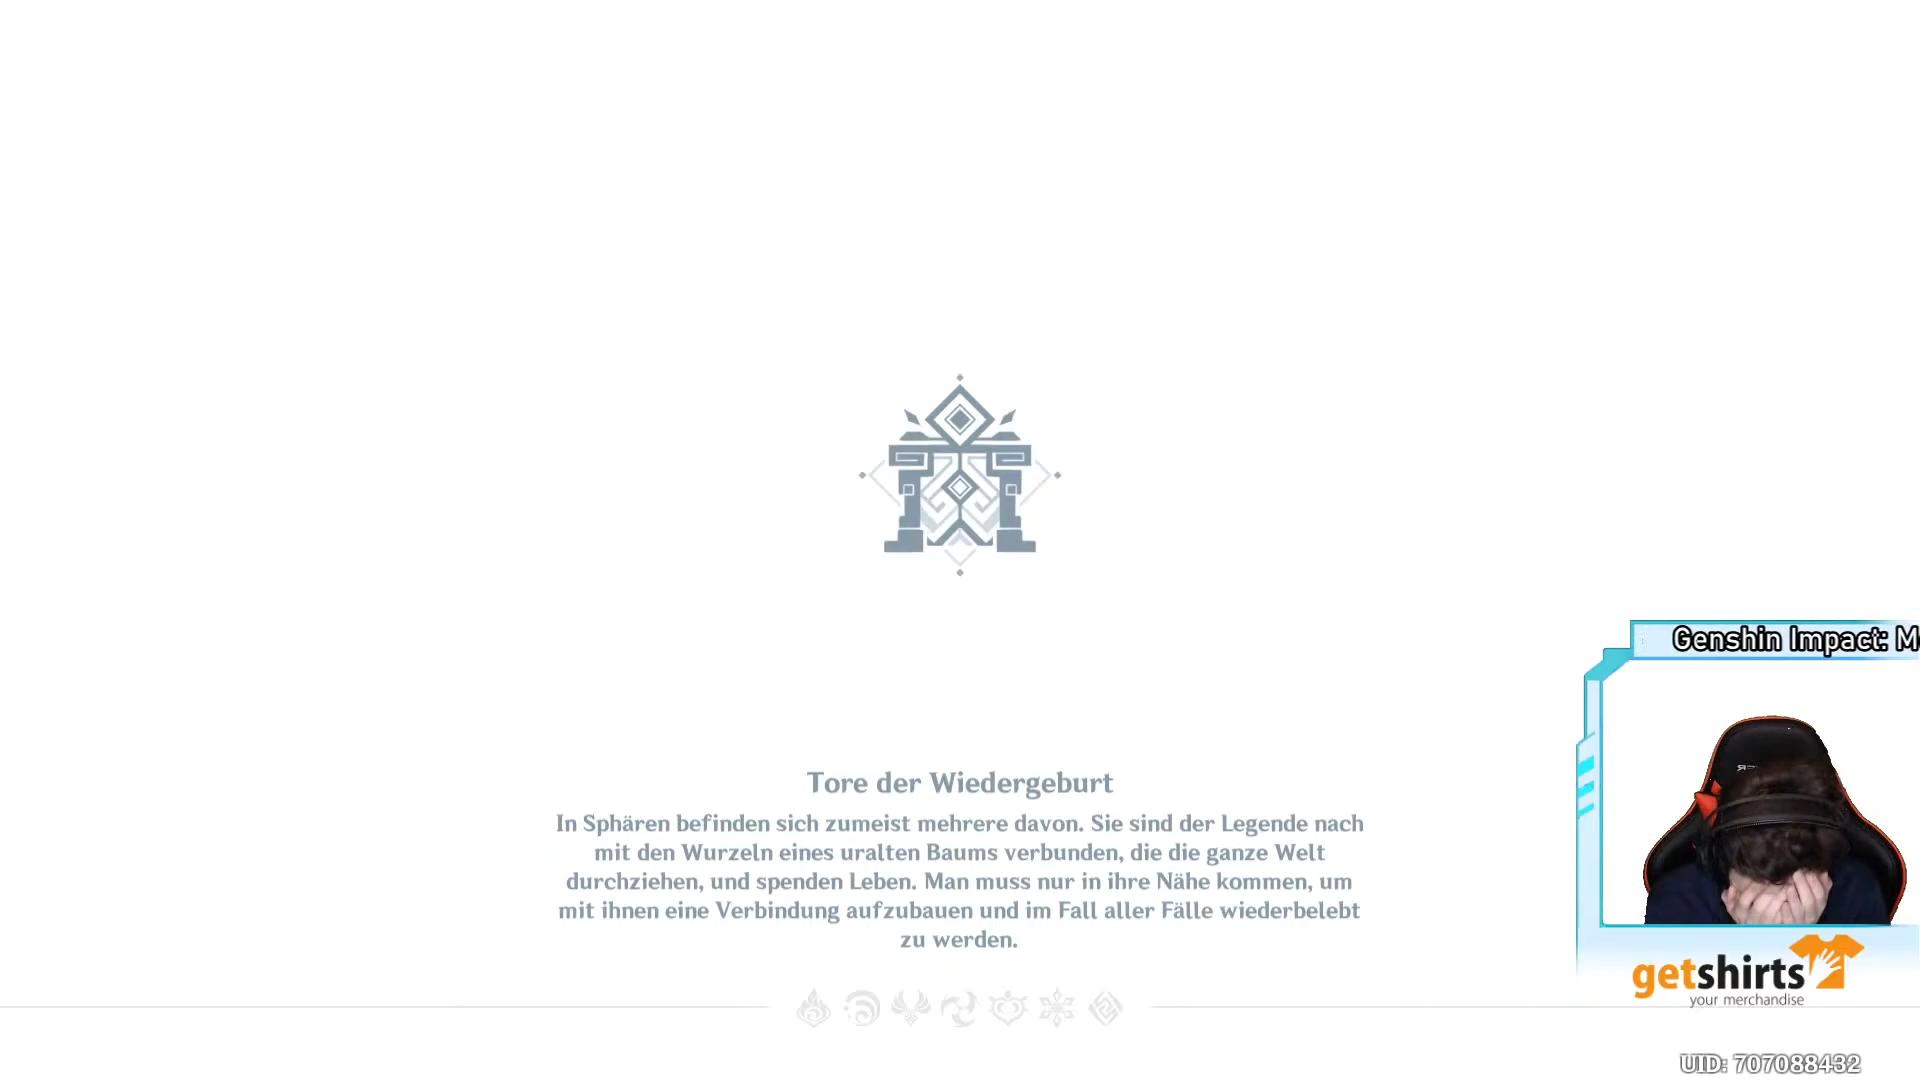 Genshin Impact: M
Tore der Wiedergeburt
In Sphären befinden sich zumeist mehrere davon. Sie sind der Legende nach
mit den Wurzeln eines uralten Baums verbunden, die die ganze Welt
durchziehen, und spenden Leben. Man muss nur in ihre Nähe kommen, um
mit ihnen eine Verbindung aufzubauen und im Fall aller Fälle wiederbelebt
zu werden.
getshirts
your merchandise
UID: 707088432